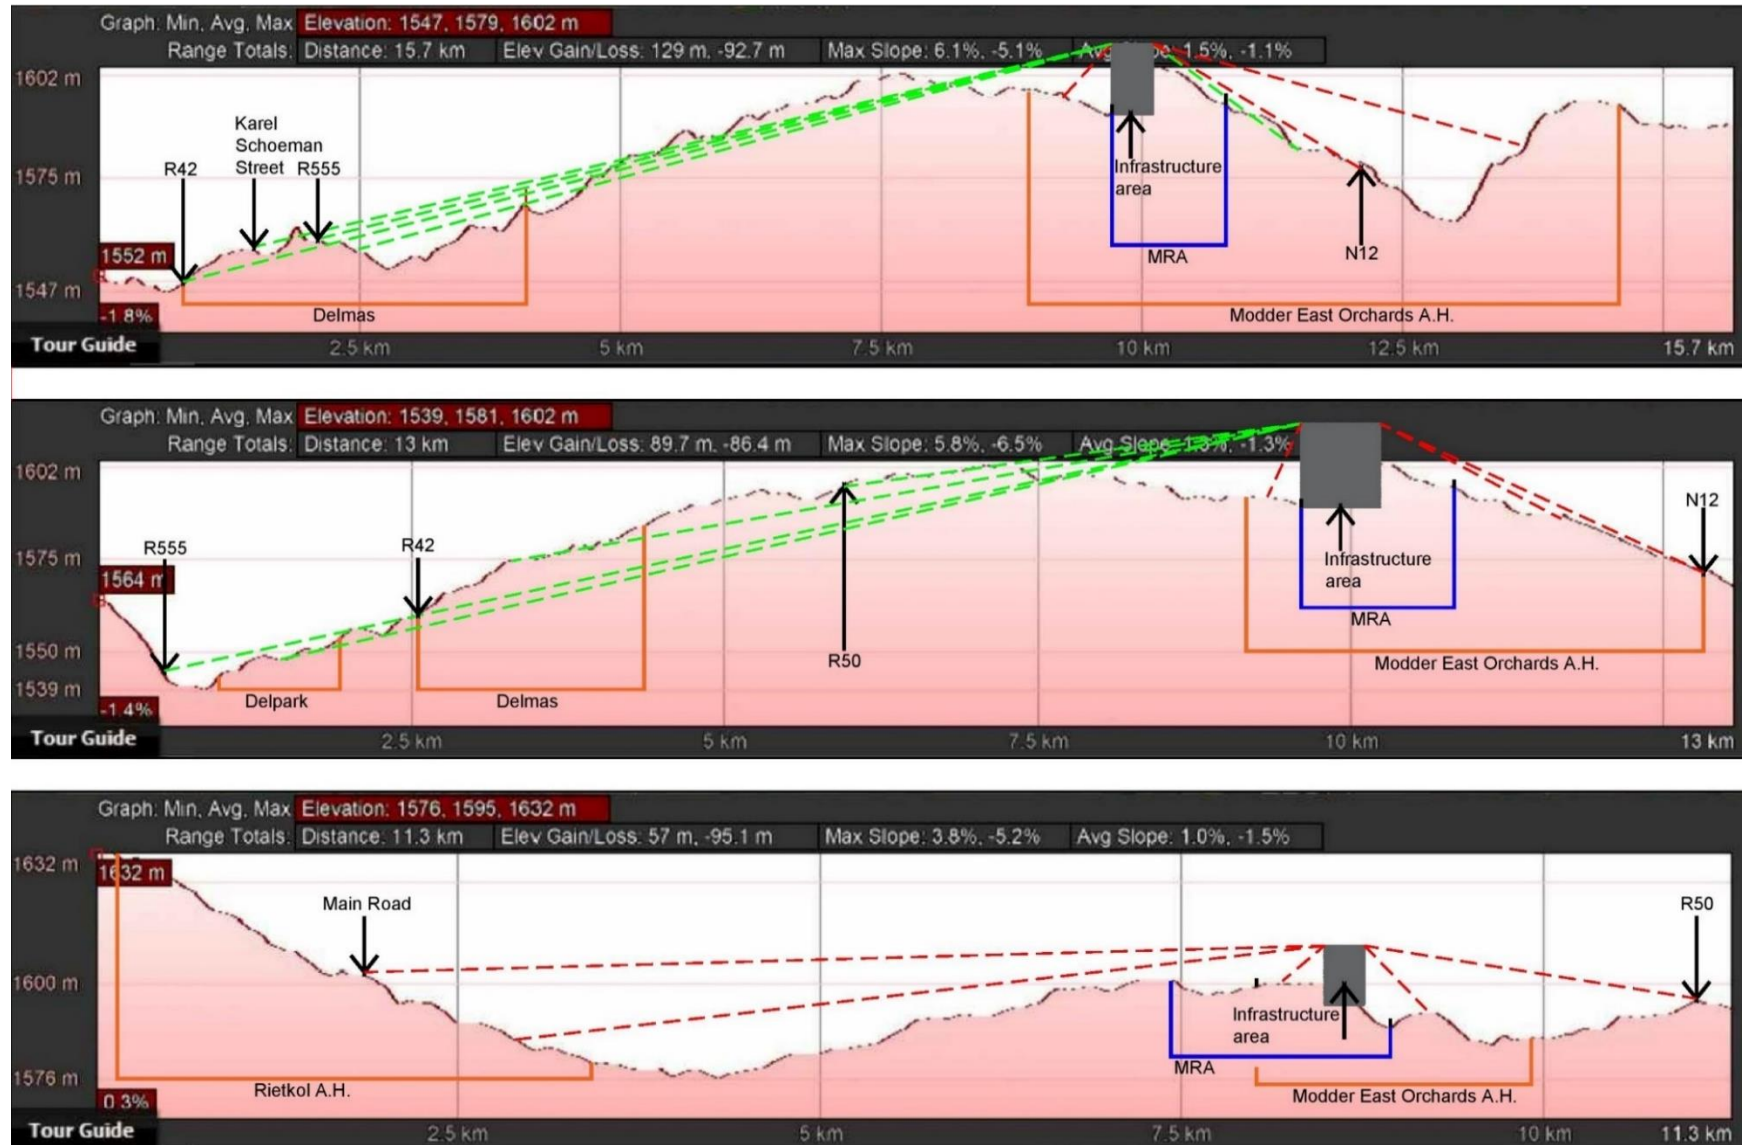 Graph: Min, Avg, Max Elevation: 1547, 1579, 1602 m
Range Totals: Distance: 15.7 km Elev Gain/Loss: 129 m, -92.7 m Max Slope: 6.1%, -5.1% Avg Slope: 1.5%, -1.1%
1602 m
Karel
Schoeman
R42 Street R555
1575 m
Infrastructure
area
1552 m
MRA
N12
1547 m
-1.8%
Delmas
Modder East Orchards A.H.
Tour Guide 2.5 km 5 km 7.5 km 10 km 12.5 km 15.7 km
Graph: Min, Avg, Max Elevation: 1539, 1581, 1602 m
Range Totals: Distance: 13 km Elev Gain/Loss: 89.7 m, -86.4 m Max Slope: 5.8%, -6.5% Avg Slope: -1.3%
1602 m
N12
R555
R42
1575 m
Infrastructure
area
1564 m
MRA
1550 m
R50
Modder East Orchards A.H.
1539 m
Delpark
Delmas
-1.4%
Tour Guide 2.5 km 5 km 7.5 km 10 km 13 km
Graph: Min, Avg, Max Elevation: 1576, 1595, 1632 m
Range Totals: Distance: 11.3 km Elev Gain/Loss: 57 m, -95.1 m Max Slope: 3.8%, -5.2% Avg Slope: 1.0%, -1.5%
1632 m
1632 m
Main Road
R50
1600 m
Infrastructure
area
MRA
1576 m
Rietkol A.H.
Modder East Orchards A.H.
0.3%
Tour Guide 2.5 km 5 km 7.5 km 10 km 11.3 km